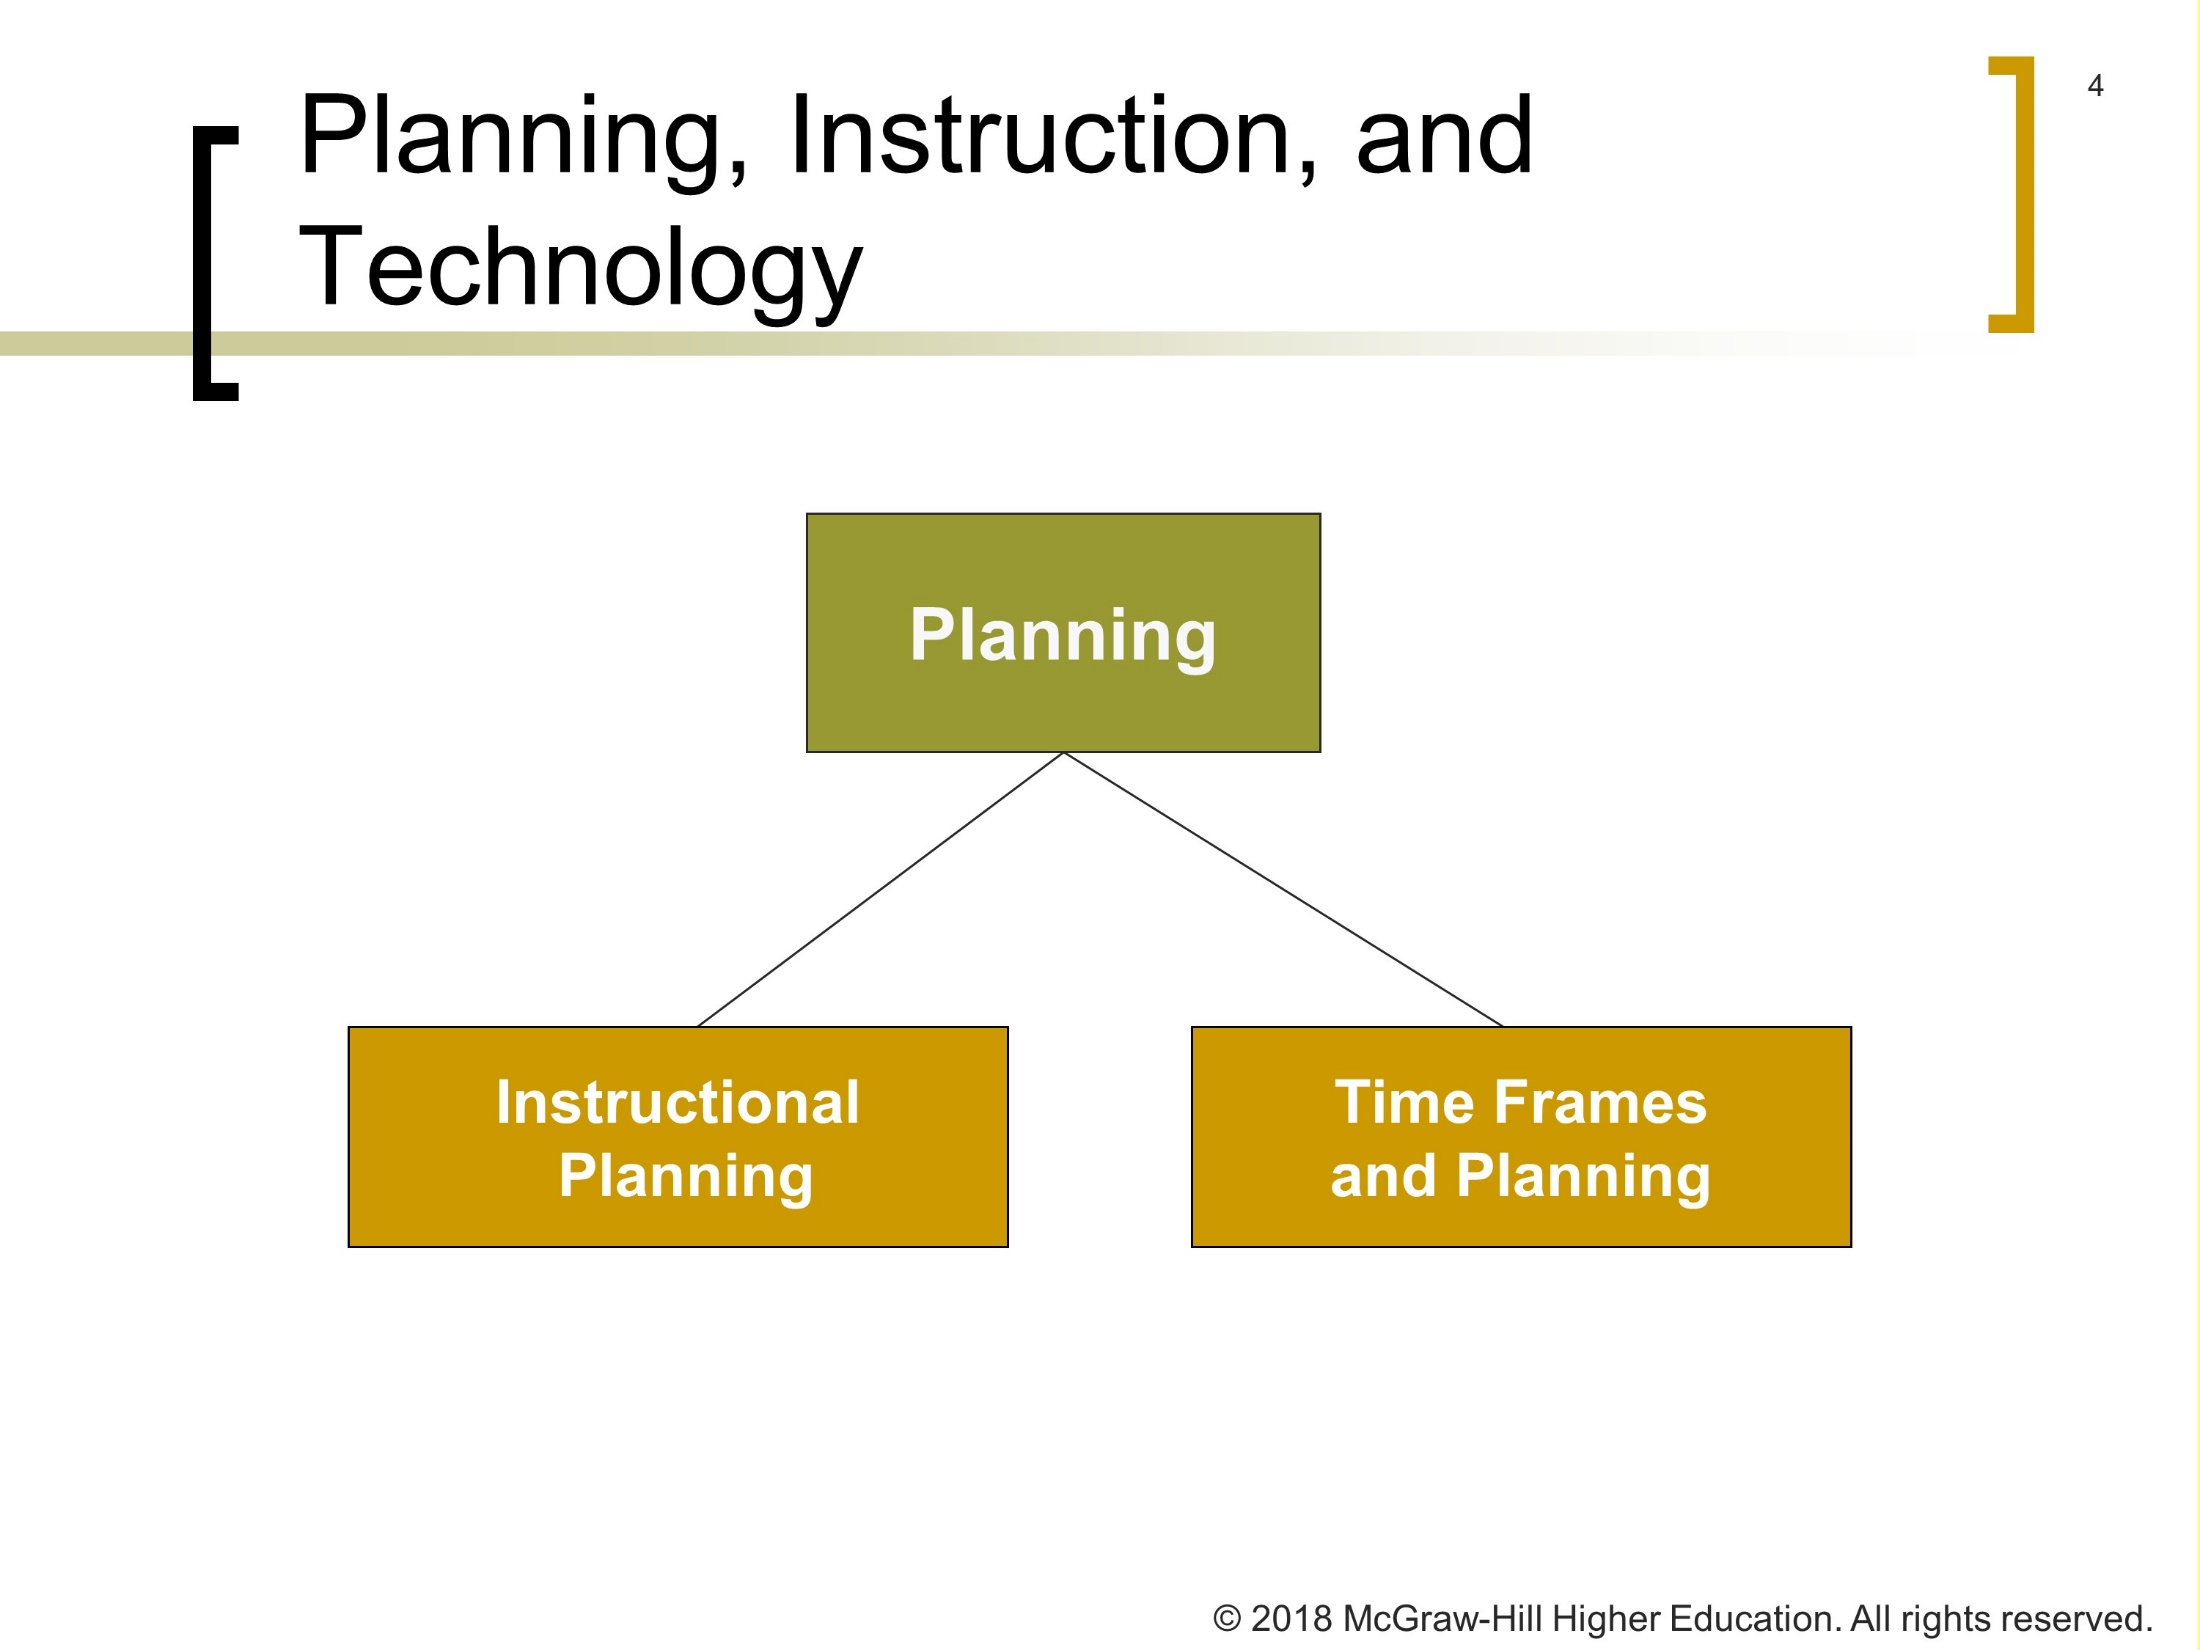 Planning, Instruction, and
Technology
4
Planning
Instructional
Planning
Time Frames
and Planning
© 2018 McGraw-Hill Higher Education. All rights reserved.